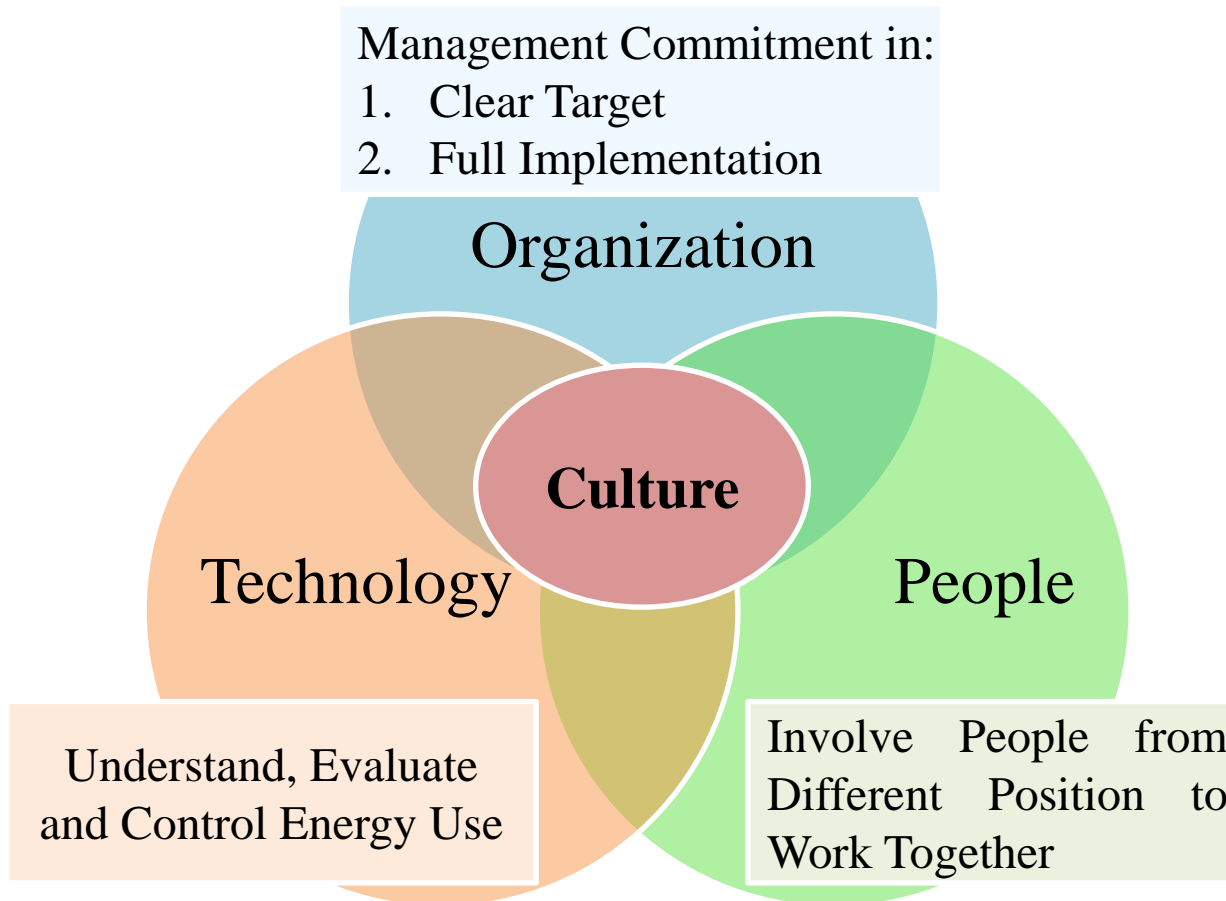 Management Commitment in:
1. Clear Target
2. Full Implementation
Organization
Culture
Technology
People
Understand, Evaluate
and Control Energy Use
Involve People from
Different Position to
Work Together